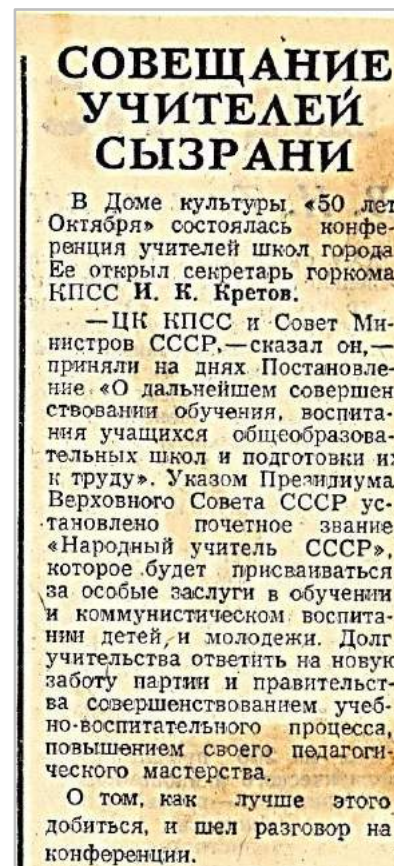 СОВЕЩАНИЕ
УЧИТЕЛЕЙ
СЫЗРАНИ
В Доме культуры «50 лет
Октября» состоялась конфе-
ренция учителей школ города
Ее открыл секретарь горкома
КПСС И. К. Кретов.
—ЦК КПСС и Совет Ми-
нистров СССР,—сказал он,—
приняли на днях Постановле-
ние «О дальнейшем совершен
ствовании обучения, воспита-
ния учащихся общеобразова-
тельных школ и подготовки их
к труду». Указом Президиума
Верховного Совета СССР ус-
тановлено почетное звание
«Народный учитель СССР»,
которое будет присваиваться
за особые заслуги в обучении
и коммунистическом воспита-
нии детей и молодежи. Долг
учительства ответить на новую
заботу партии и правительст-
ва совершенствованием учеб-
но-воспитательного процесса,
повышением своего педагоги-
ческого мастерства.
О том, как лучше этого
добиться, и шел разговор на
конференции.